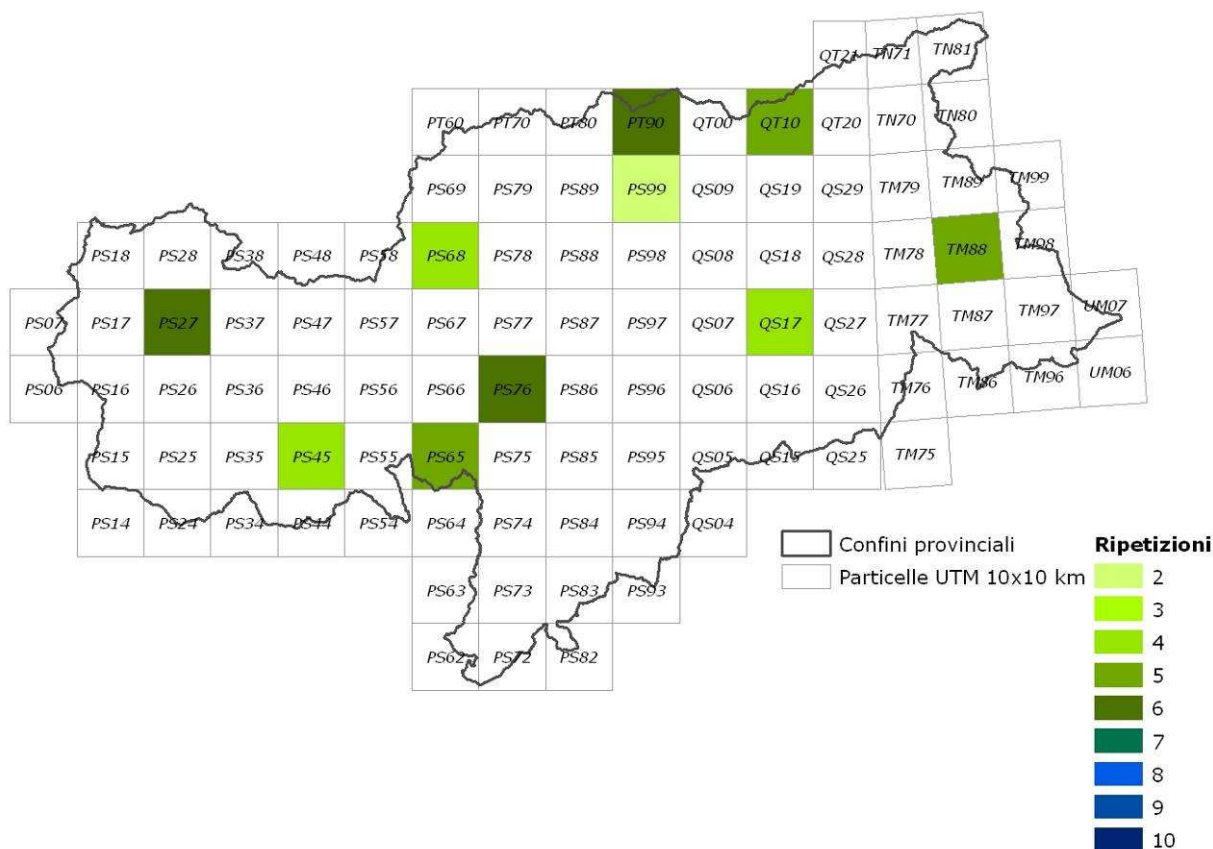 QT21 TN71 TN81
PT60 PT70 PT80 PT90 QT00 QT10 QT20 TN70 TN80
PS69 PS79 PS89 PS99 QS09 QS19 QS29 TM79 TM89 TM99
PS18 PS28 PS38 PS48 PS58 PS68 PS78 PS88 PS98 QS08 QS18 QS28 TM78 TM88 TM98
PS07 PS17 PS27 PS37 PS47 PS57 PS67 PS77 PS87 PS97 QS07 QS17 QS27 TM77 TM87 TM97 UM07
PS06 PS16 PS26 PS36 PS46 PS56 PS66 PS76 PS86 PS96 QS06 QS16 QS26 TM76 TM86 TM96 UM06
PS15 PS25 PS35 PS45 PS55 PS65 PS75 PS85 PS95 QS05 QS15 QS25 TM75
PS14 PS24 PS34 PS44 PS54 PS64 PS74 PS84 PS94 QS04
PS63 PS73 PS83 PS93
PS62 PS72 PS82
Confini provinciali
Particelle UTM 10x10 km
Ripetizioni
2
3
4
5
6
7
8
9
10